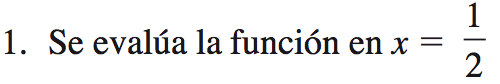 1. Se evalúa la función en x = 1/2